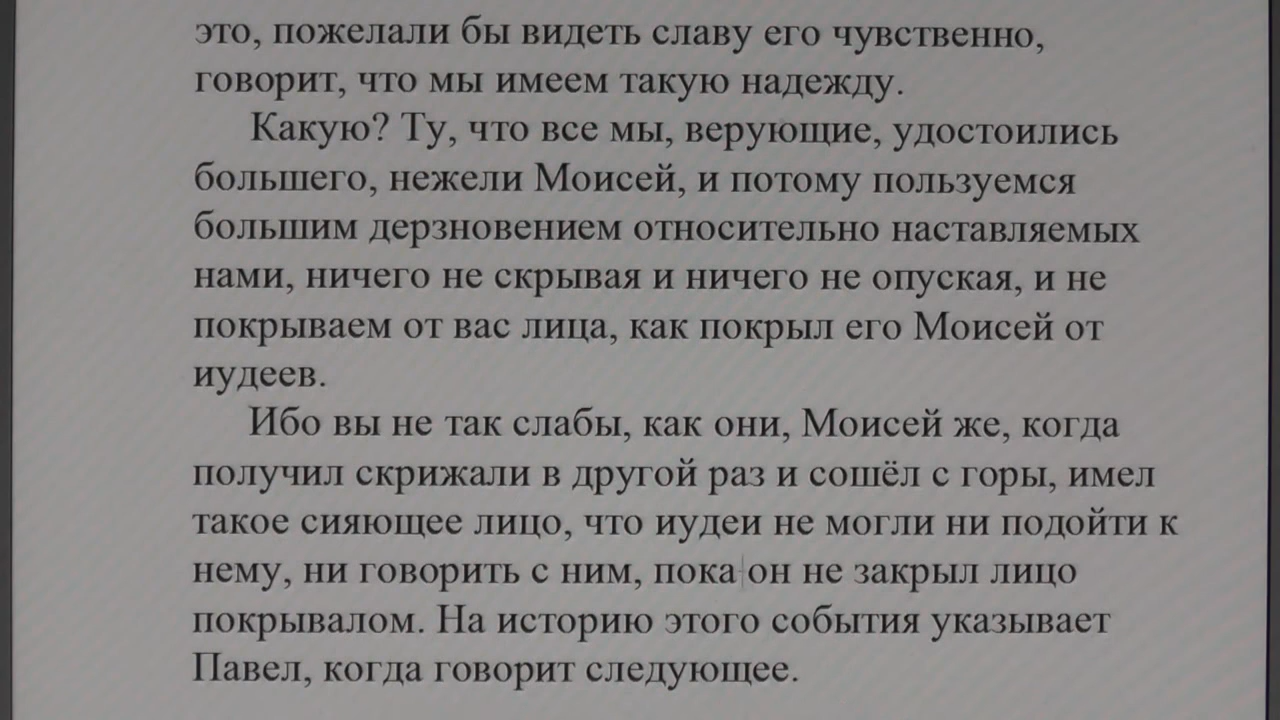 это, пожелали бы видеть славу его чувственно,
говорит, что мы имеем такую надежду.
Какую? Ту, что все мы, верующие, удостоились
большего, нежели Моисей, и потому пользуемся
большим дерзновением относительно наставляемых
нами, ничего не скрывая и ничего не опуская, и не
покрываем от вас лица, как покрыл его Моисей от
иудеев.
Ибо вы не так слабы, как они, Моисей же, когда
получил скрижали в другой раз и сошёл с горы, имел
такое сияющее лицо, что иудеи не могли ни подойти к
нему, ни говорить с ним, пока он не закрыл лицо
покрывалом. На историю этого события указывает
Павел, когда говорит следующее.